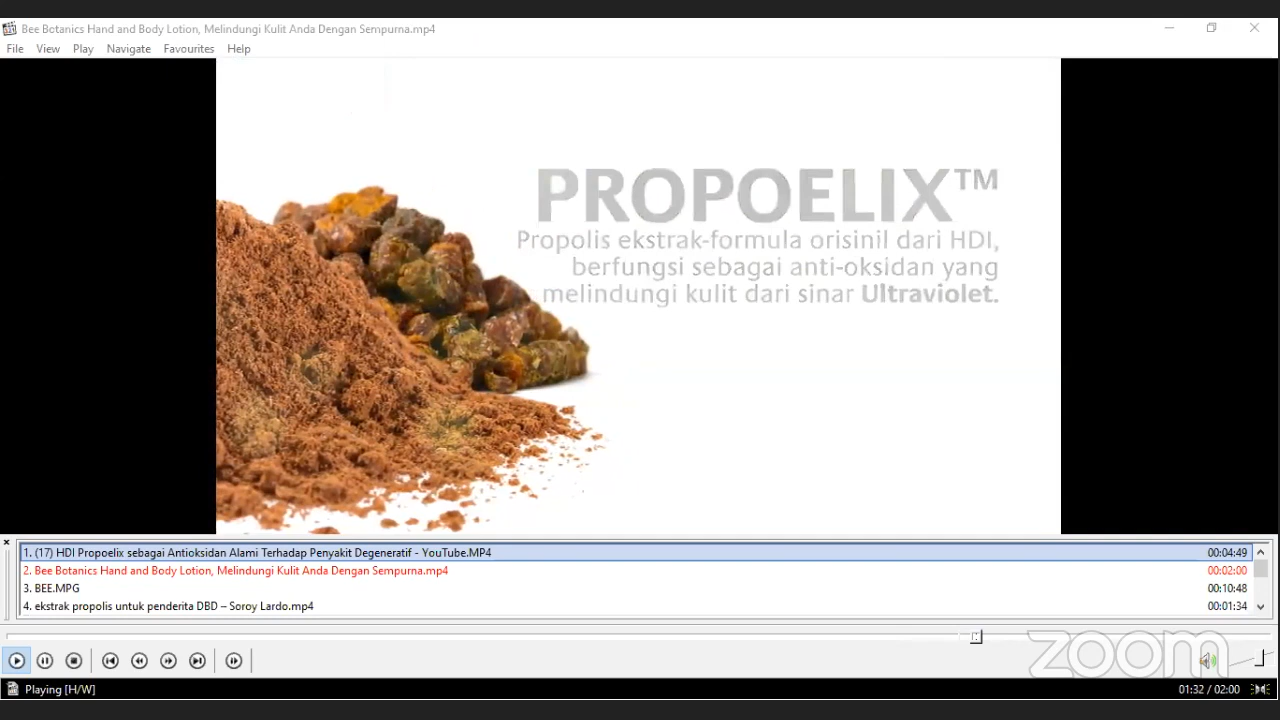 Bee Botanics Hand and Body Lotion, Melindungi Kulit Anda Dengan Sempurna.mp4
File View Play Navigate Favourites Help
PROPOELIX™
Propolis ekstrak-formula orisinil dari HDI,
berfungsi sebagai anti-oksidan yang
melindungi kulit dari sinar Ultraviolet.
1. (17) HDI Propoelix sebagai Antioksidan Alami Terhadap Penyakit Degeneratif - YouTube.MP4 00:04:49
2. Bee Botanics Hand and Body Lotion, Melindungi Kulit Anda Dengan Sempurna.mp4 00:02:00
3. BEE.MPG 00:10:48
4. ekstrak propolis untuk penderita DBD – Soroy Lardo.mp4 00:01:34
zoom
Playing [H/W] 01:32 / 02:00